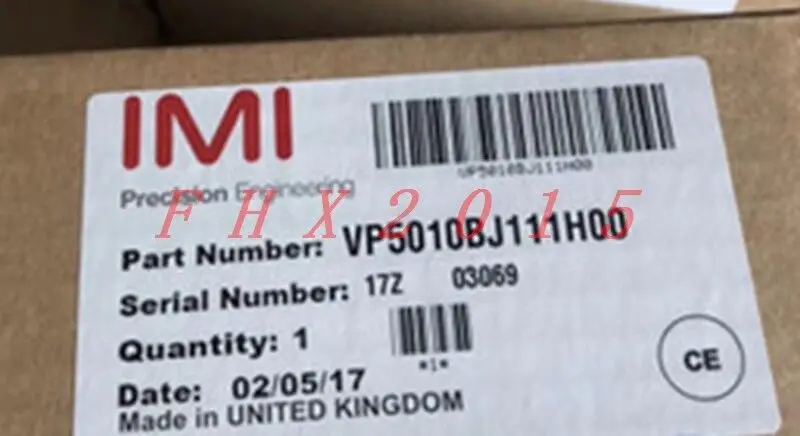 IMI
Precision Engineering
VP5010BJ111H00
FHX2015
Part Number: VP5010BJ111H00
Serial Number: 17Z 03069
Quantity: 1
*1*
Date: 02/05/17
CE
Made in UNITED KINGDOM